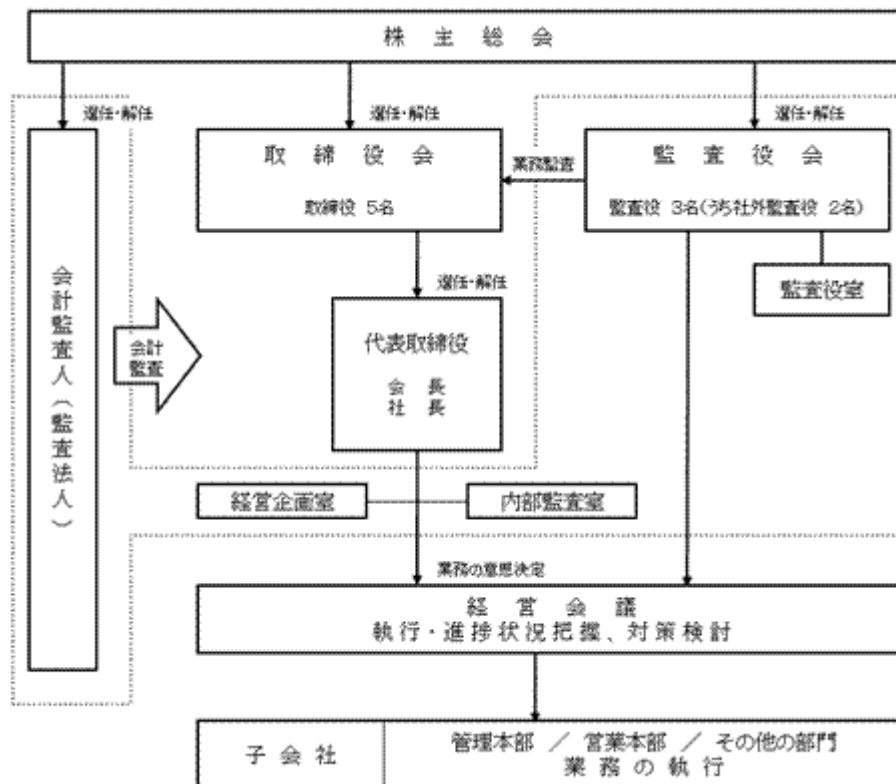 株主総会
選任・解任
選任・解任
選任・解任
取締役会
取締役 5名
業務監査
監査役会
監査役 3名(うち社外監査役 2名)
監査役室
選任・解任
会計監査人(監査法人)
会計
監査
代表取締役
会長
社長
経営企画室
内部監査室
業務の意思決定
経営会議
執行・進捗状況把握、対策検討
子会社
管理本部 / 営業本部 / その他の部門
業務の執行